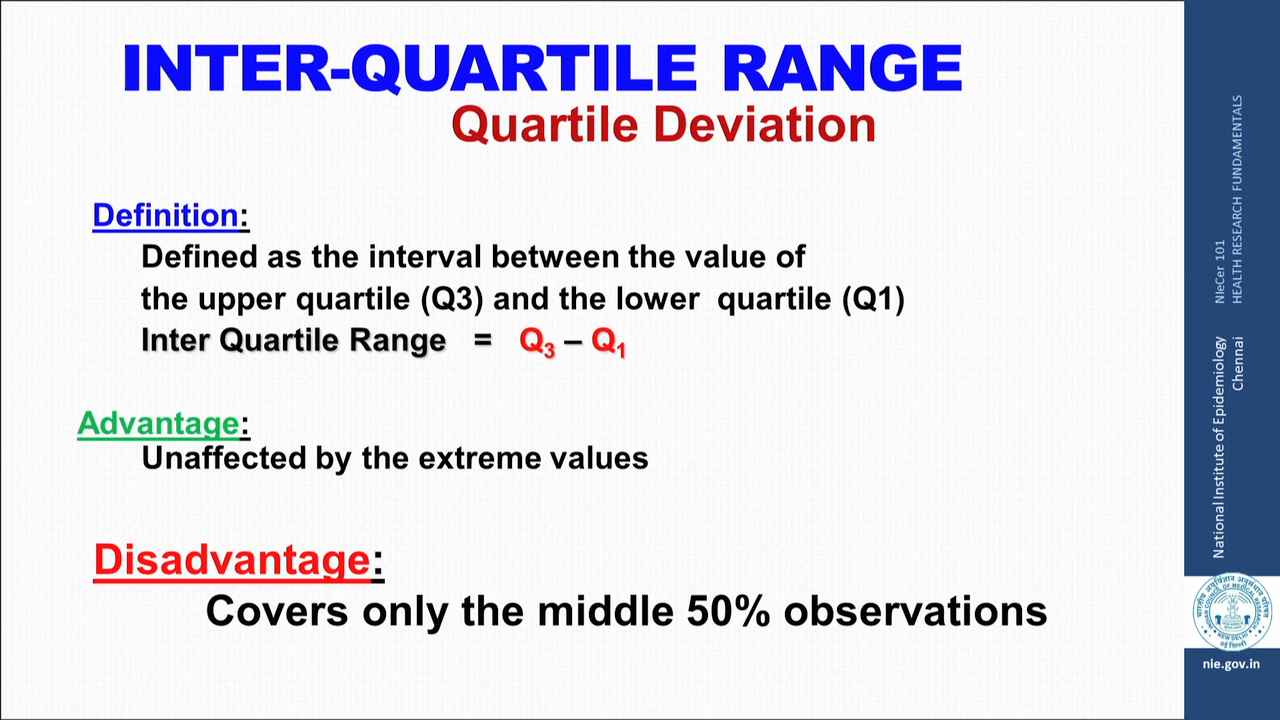 INTER-QUARTILE RANGE
Quartile Deviation
Definition:
Defined as the interval between the value of
the upper quartile (Q3) and the lower quartile (Q1)
Inter Quartile Range = Q3 – Q1
Advantage:
Unaffected by the extreme values
Disadvantage:
Covers only the middle 50% observations
NIeCer 101
HEALTH RESEARCH FUNDAMENTALS
National Institute of Epidemiology
Chennai
nie.gov.in